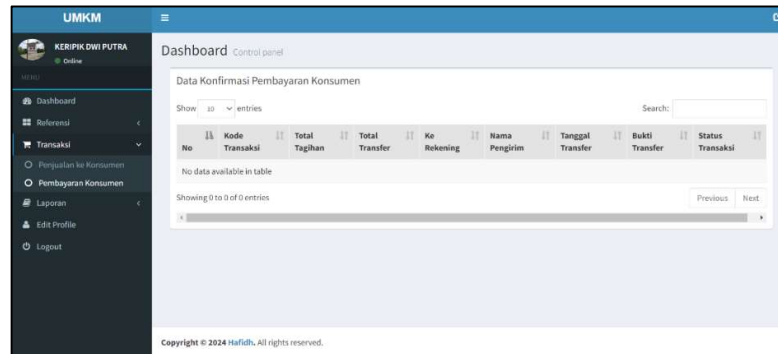 UMKM
KERIPIK DWI PUTRA
Online
MENU
Dashboard
Referensi
Transaksi
Penjualan ke Konsumen
Pembayaran Konsumen
Laporan
Edit Profile
Logout
Dashboard Control panel
Data Konfirmasi Pembayaran Konsumen
Show 10 entries
Search:
No Kode Transaksi Total Tagihan Total Transfer Ke Rekening Nama Pengirim Tanggal Transfer Bukti Transfer Status Transaksi
No data available in table
Showing 0 to 0 of 0 entries
Previous Next
Copyright © 2024 Hafidh. All rights reserved.